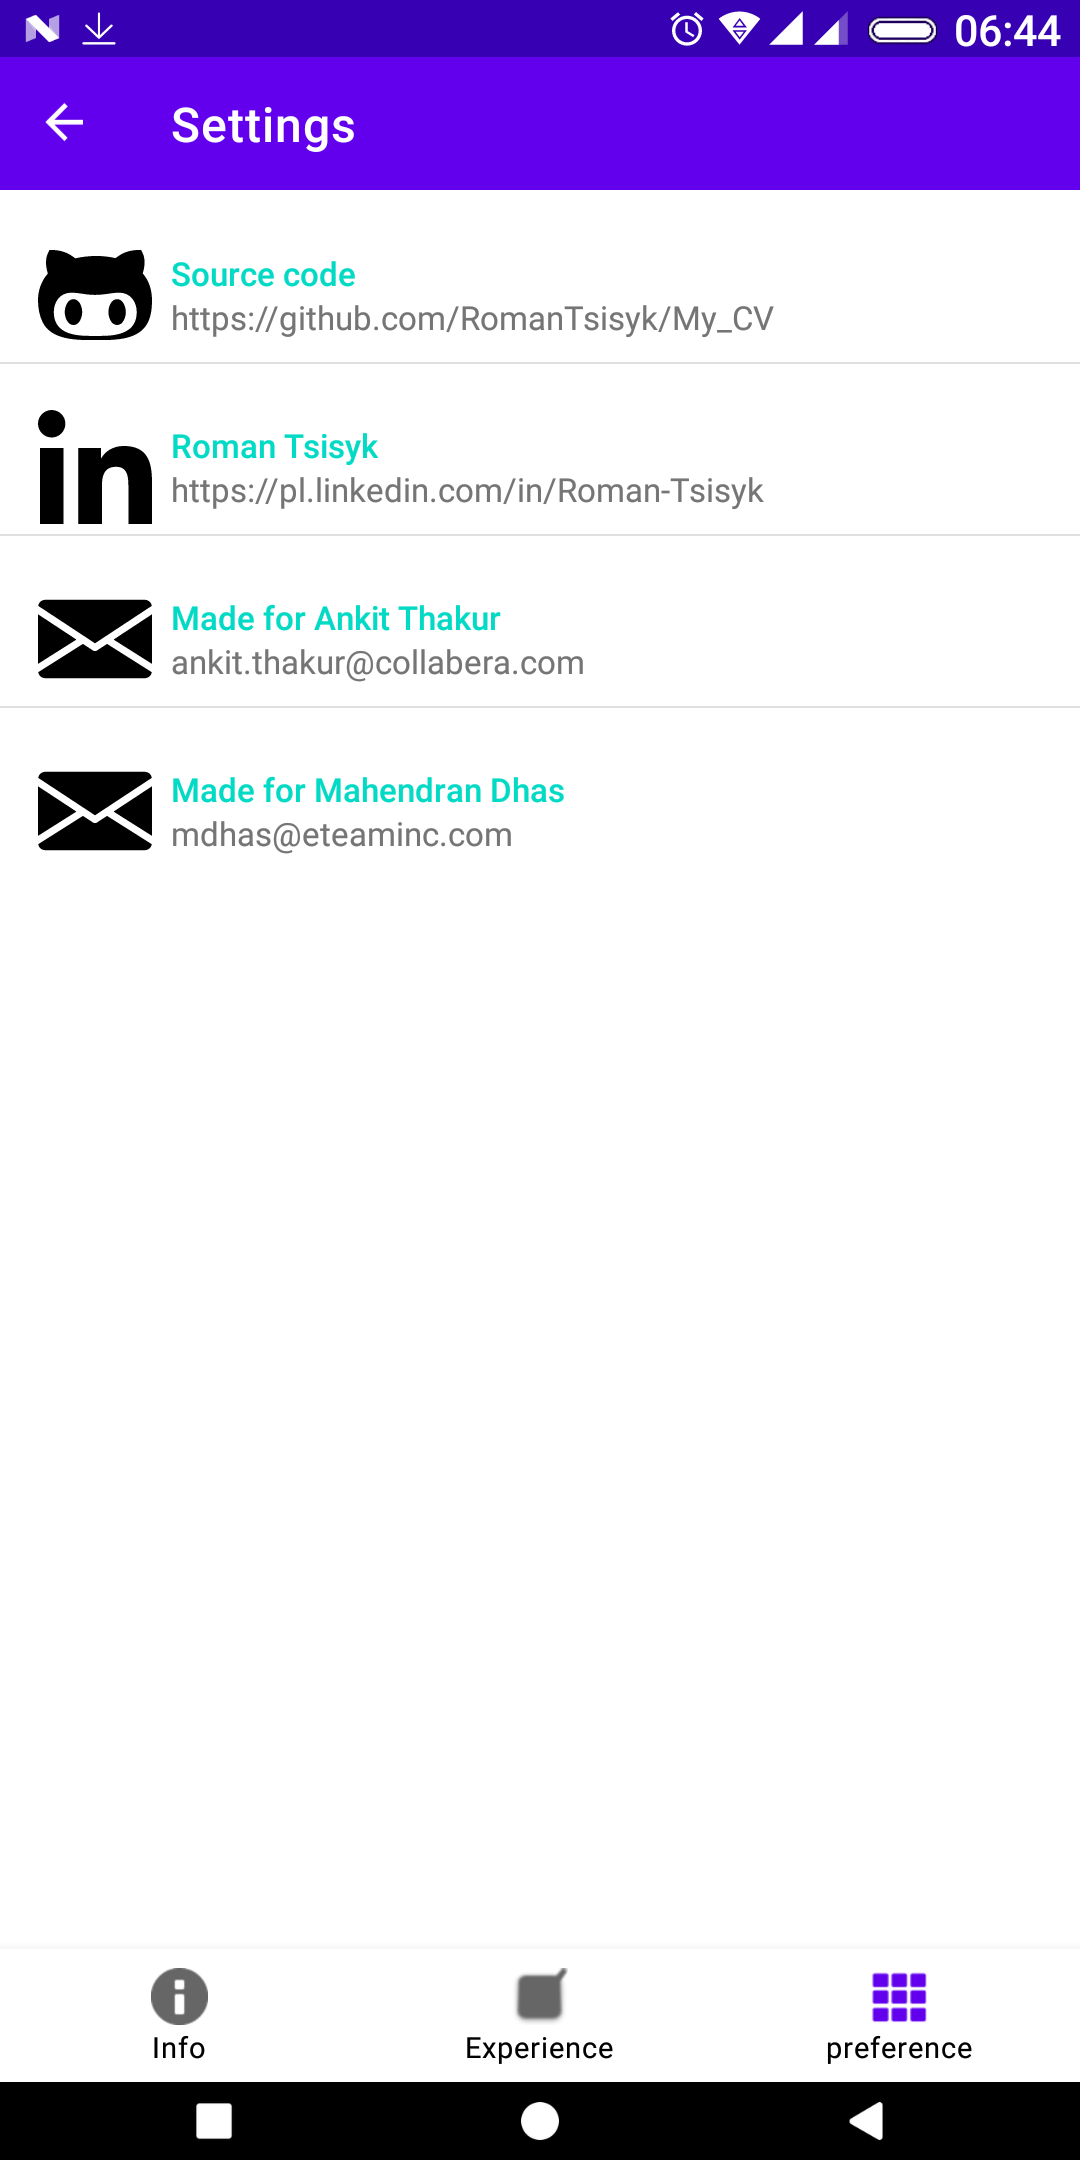 06:44
Settings
Source code
https://github.com/RomanTsisyk/My_CV
Roman Tsisyk
https://pl.linkedin.com/in/Roman-Tsisyk
Made for Ankit Thakur
ankit.thakur@collabera.com
Made for Mahendran Dhas
mdhas@eteaminc.com
Info
Experience
preference